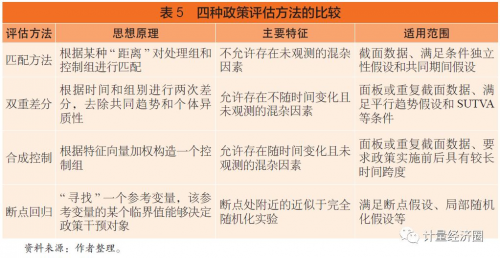 表5 四种政策评估方法的比较
评估方法 思想原理 主要特征 适用范围
匹配方法 根据某种“距离”对处理组和 不允许存在未观测的混杂 截面数据、满足条件独立
控制组进行匹配 因素 性假设和共同期间假设
双重差分 根据时间和组别进行两次差 允许存在不随时间变化且 面板或重复截面数据、满
分，去除共同趋势和个体异 未观测的混杂因素 足平行趋势假设和SUTVA
质性 等条件
合成控制 根据特征向量加权构造一个 允许存在随时间变化且未 面板或重复截面数据、要
控制组 观测的混杂因素 求政策实施前后具有较长
时间跨度
断点回归 “寻找”一个参考变量，该参 断点处附近的近似于完全 满足断点假设、局部随机
考变量的某个临界值能够决定 随机化实验 化假设等
政策干预对象
资料来源：作者整理。
计量经济圈